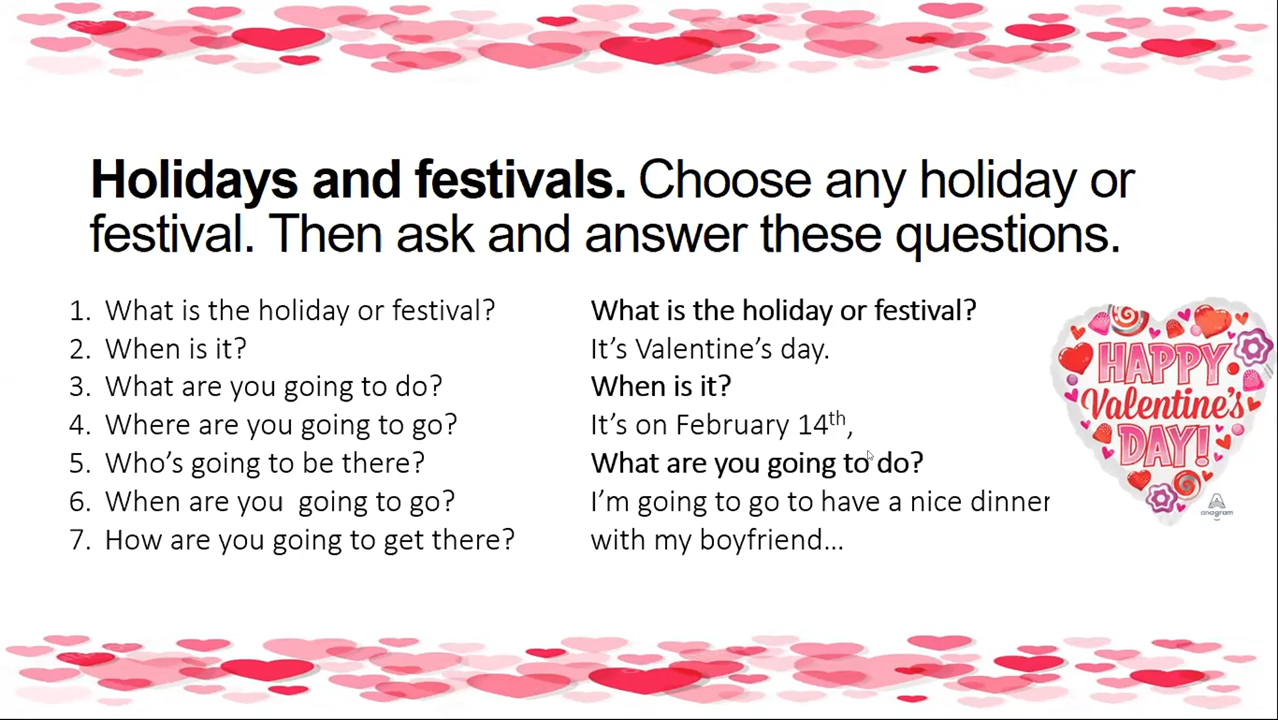 Holidays and festivals. Choose any holiday or
festival. Then ask and answer these questions.
1. What is the holiday or festival?
2. When is it?
3. What are you going to do?
4. Where are you going to go?
5. Who's going to be there?
6. When are you  going to go?
7. How are you going to get there?
What is the holiday or festival?
It's Valentine's day.
When is it?
It's on February 14th,
What are you going to do?
I'm going to go to have a nice dinner
with my boyfriend...
HAPPY
Valentine's
DAY!
anagram